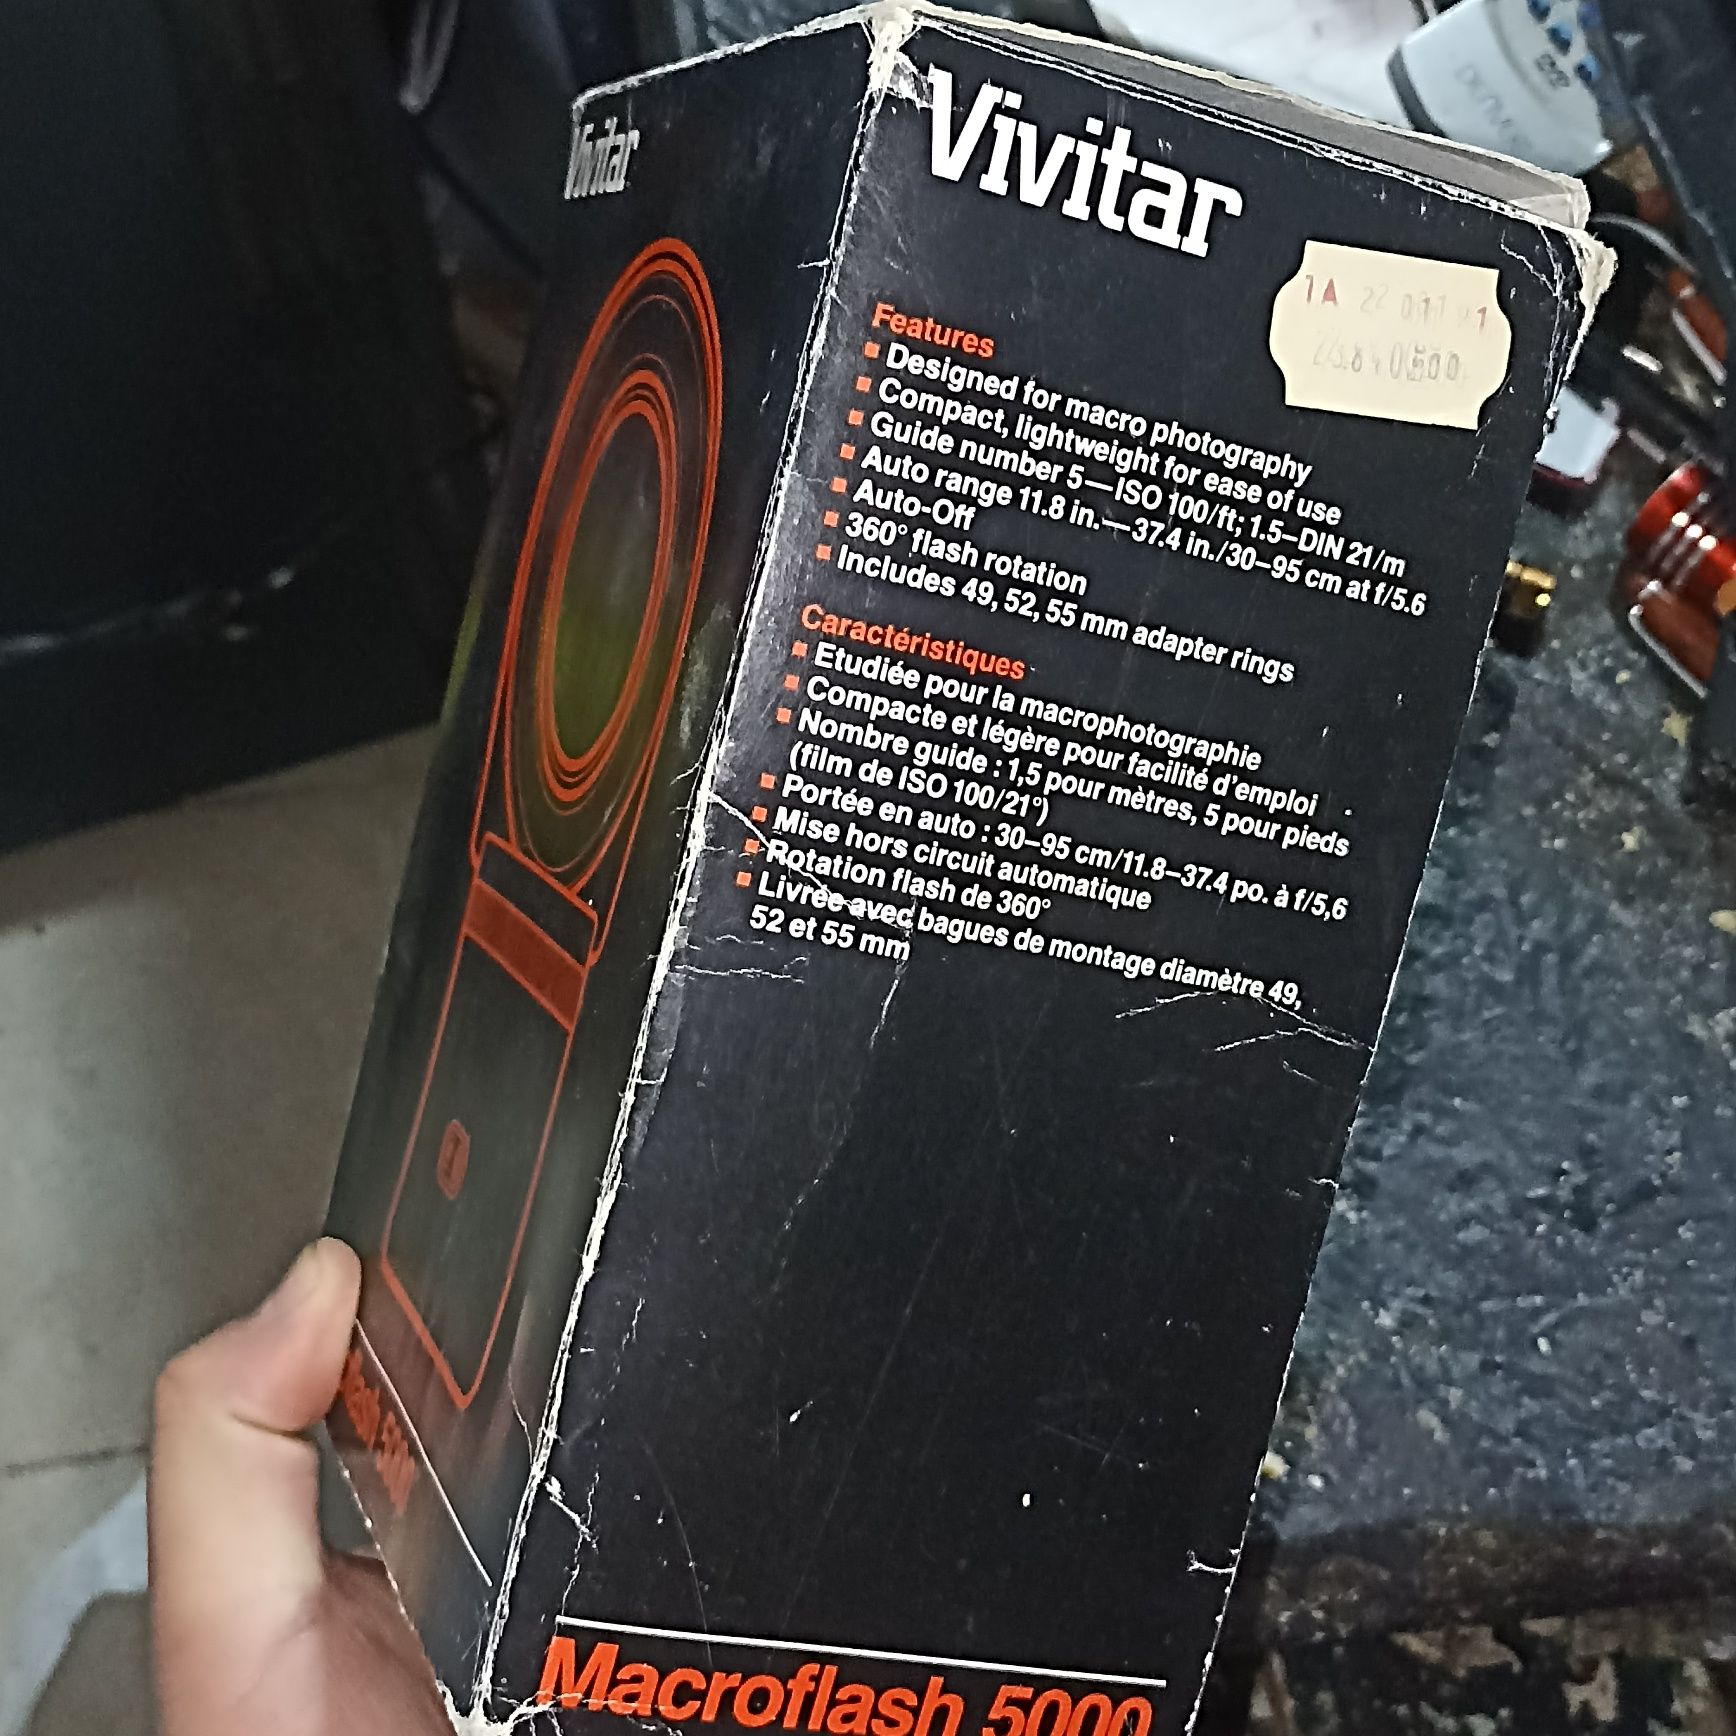 Vivitar
Vivitar
Features
Designed for macro photography
Compact, lightweight for ease of use
Guide number 5—ISO 100/ft; 1.5–DIN 21/m
Auto range 11.8 in.—37.4 in./30–95 cm at f/5.6
Auto-Off
360° flash rotation
Includes 49, 52, 55 mm adapter rings
Caractéristiques
Etudiée pour la macrophotographie
Compacte et légère pour facilité d'emploi
Nombre guide : 1,5 pour mètres, 5 pour pieds
(film de ISO 100/21°)
Portée en auto : 30–95 cm/11.8–37.4 po. à f/5,6
Mise hors circuit automatique
Rotation flash de 360°
Livrée avec bagues de montage diamètre 49,
52 et 55 mm
1A
5000
Macroflash 5000